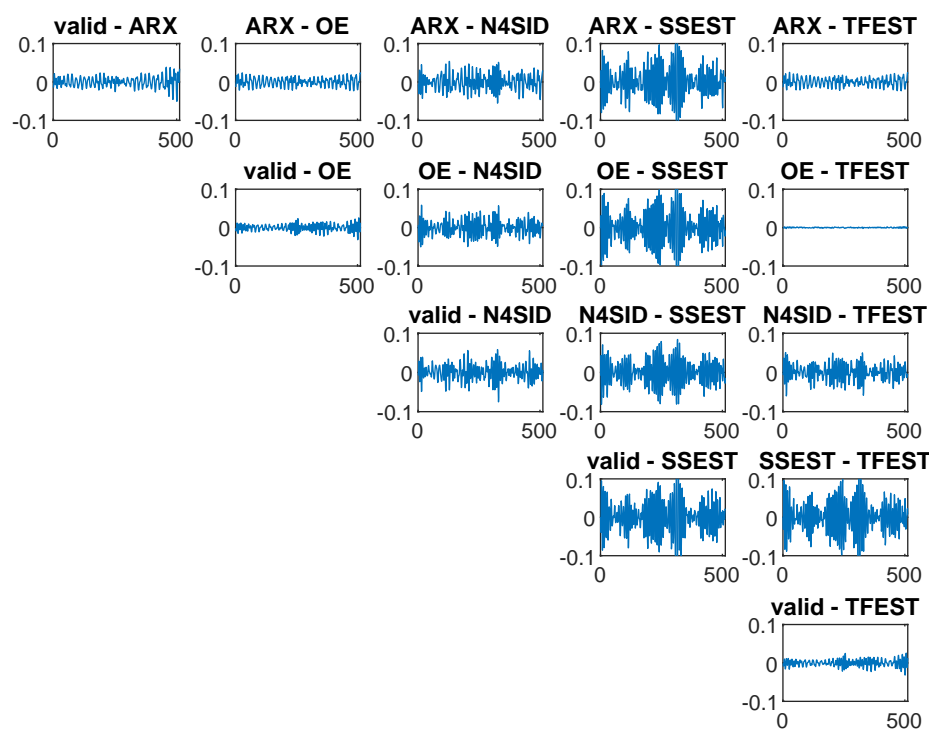 valid - ARX ARX - OE ARX - N4SID ARX - SSEST ARX - TFEST
0.1 0.1 0.1 0.1 0.1
0 0 0 0 0
-0.1 -0.1 -0.1 -0.1 -0.1
0 500 0 500 0 500 0 500 0 500
valid - OE OE - N4SID OE - SSEST OE - TFEST
0.1 0.1 0.1 0.1
0 0 0 0
-0.1 -0.1 -0.1 -0.1
0 500 0 500 0 500 0 500
valid - N4SID N4SID - SSEST N4SID - TFEST
0.1 0.1 0.1
0 0 0
-0.1 -0.1 -0.1
0 500 0 500 0 500
valid - SSEST SSEST - TFEST
0.1 0.1
0 0
-0.1 -0.1
0 500 0 500
valid - TFEST
0.1
0
-0.1
0 500